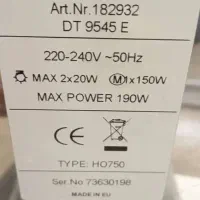 Art.Nr.182932
DT 9545 E
220-240V ~50Hz
MAX 2x20W M 1x150W
MAX POWER 190W
CE
TYPE: HO750
Ser.No 73630198
MADE IN EU